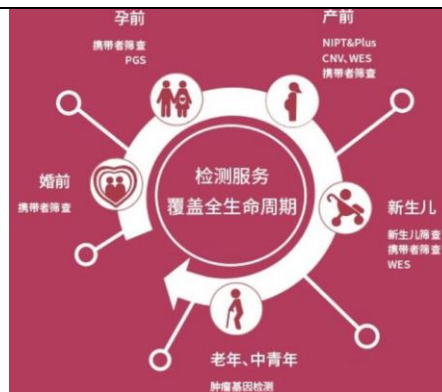 孕前
携带者筛查
PGS
产前
NIPT&Plus
CNV、WES
携带者筛查
婚前
携带者筛查
检测服务
覆盖全生命周期
新生儿
新生儿筛查
携带者筛查
WES
老年、中青年
肿瘤基因检测